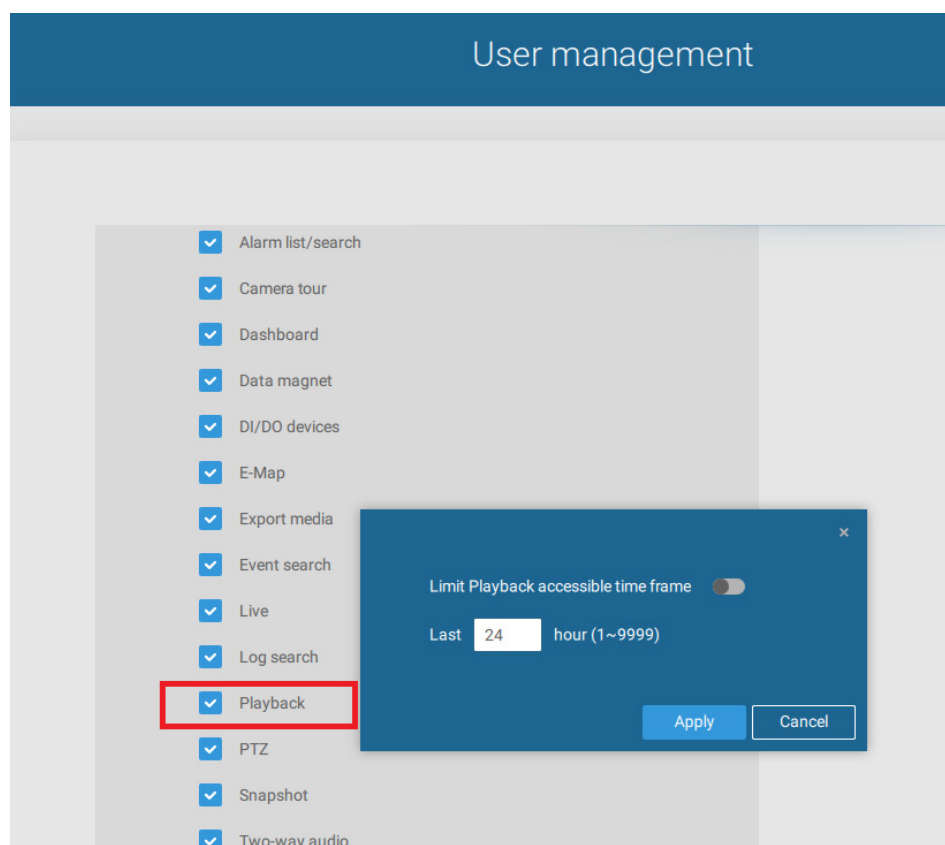 User management
Alarm list/search
Camera tour
Dashboard
Data magnet
DI/DO devices
E-Map
Export media
Event search
Live
Log search
Playback
PTZ
Snapshot
Two-way audio
×
Limit Playback accessible time frame
Last 24 hour (1~9999)
Apply Cancel